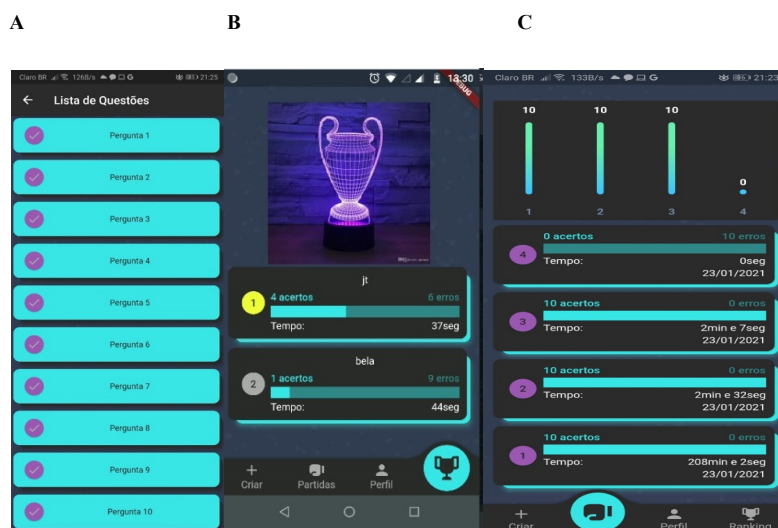 A
B
C
Claro BR 126B/s G 21:25
Lista de Questões
Pergunta 1
Pergunta 2
Pergunta 3
Pergunta 4
Pergunta 5
Pergunta 6
Pergunta 7
Pergunta 8
Pergunta 9
Pergunta 10
13:30
DEBUG
jt
1
4 acertos 6 erros
Tempo: 37seg
bela
2
1 acertos 9 erros
Tempo: 44seg
Criar Partidas Perfil
Claro BR 133B/s G 21:23
10 10 10 0
1 2 3 4
4
0 acertos 10 erros
Tempo: 0seg
23/01/2021
3
10 acertos 0 erros
Tempo: 2min e 7seg
23/01/2021
2
10 acertos 0 erros
Tempo: 2min e 32seg
23/01/2021
1
10 acertos 0 erros
Tempo: 208min e 2seg
23/01/2021
Criar Perfil Ranking